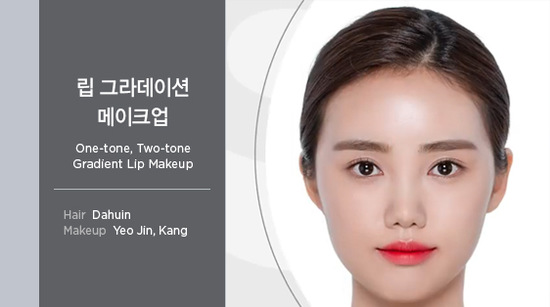 립 그라데이션
메이크업
One-tone, Two-tone
Gradient Lip Makeup
Hair Dahuin
Makeup Yeo Jin, Kang